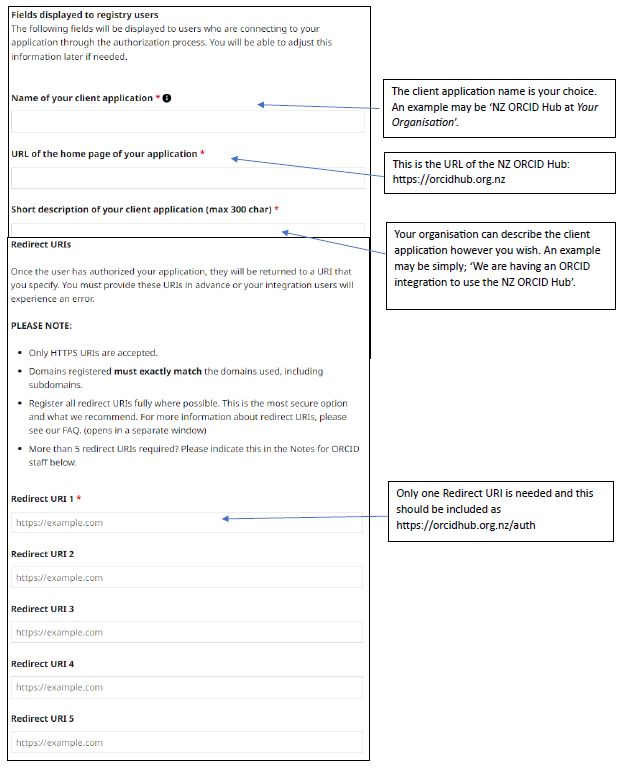 Fields displayed to registry users
The following fields will be displayed to users who are connecting to your
application through the authorization process. You will be able to adjust this
information later if needed.
Name of your client application *
The client application name is your choice.
An example may be ‘NZ ORCID Hub at Your
Organisation’.
URL of the home page of your application *
This is the URL of the NZ ORCID Hub:
https://orcidhub.org.nz
Short description of your client application (max 300 char) *
Your organisation can describe the client
application however you wish. An example
may be simply; ‘We are having an ORCID
integration to use the NZ ORCID Hub’.
Redirect URIs
Once the user has authorized your application, they will be returned to a URI that
you specify. You must provide these URIs in advance or your integration users will
experience an error.
PLEASE NOTE:
• Only HTTPS URIs are accepted.
• Domains registered must exactly match the domains used, including
subdomains.
• Register all redirect URIs fully where possible. This is the most secure option
and what we recommend. For more information about redirect URIs, please
see our FAQ. (opens in a separate window)
• More than 5 redirect URIs required? Please indicate this in the Notes for ORCID
staff below.
Redirect URI 1 *
https://example.com
Only one Redirect URI is needed and this
should be included as
https://orcidhub.org.nz/auth
Redirect URI 2
https://example.com
Redirect URI 3
https://example.com
Redirect URI 4
https://example.com
Redirect URI 5
https://example.com